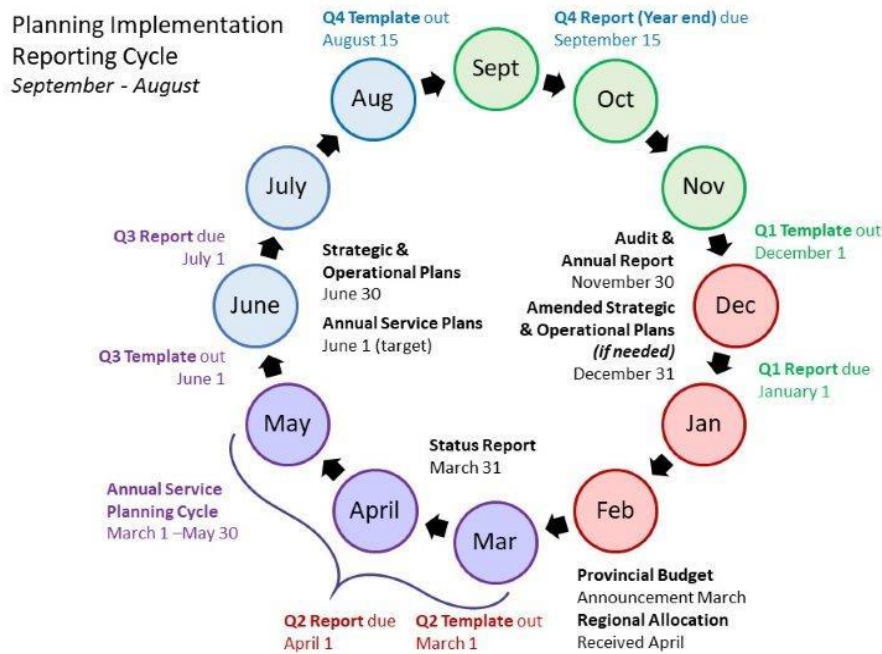 Planning Implementation
Reporting Cycle
September - August
Q4 Template out
August 15
Q4 Report (Year end) due
September 15
Sept
Oct
Nov
Q1 Template out
December 1
Dec
Q1 Report due
January 1
Jan
Feb
Mar
April
May
June
July
Aug
Q3 Report due
July 1
Q3 Template out
June 1
Strategic &
Operational Plans
June 30
Annual Service Plans
June 1 (target)
Audit &
Annual Report
November 30
Amended Strategic
& Operational Plans
(if needed)
December 31
Status Report
March 31
Annual Service
Planning Cycle
March 1 –May 30
Q2 Report due
April 1
Q2 Template out
March 1
Provincial Budget
Announcement March
Regional Allocation
Received April